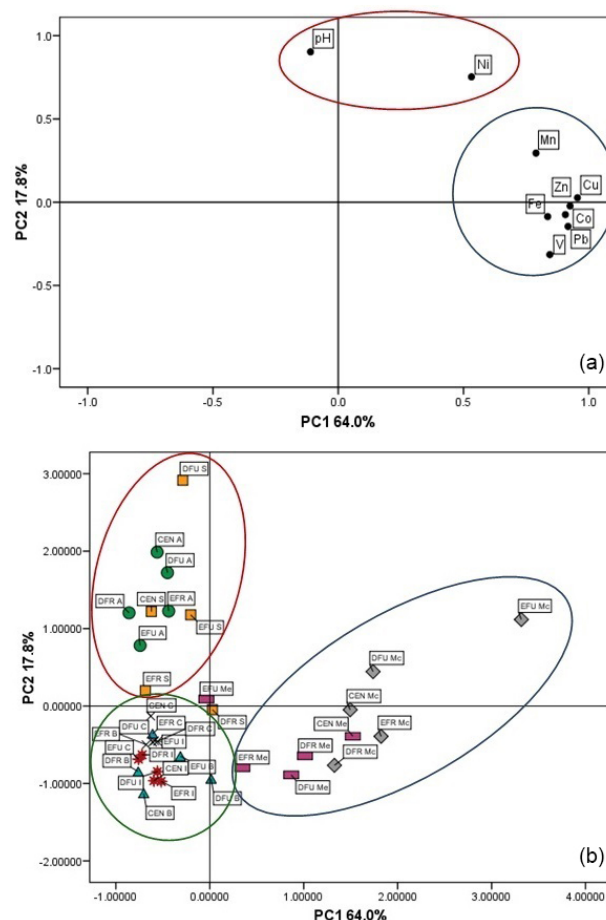 1.0
pH
Ni
0.5
Mn
Zn
Cu
0.0
Fe
Co
V
Pb
-0.5
-1.0
(a)
-1.0
-0.5
0.0
0.5
1.0
PC1 64.0%
PC2 17.8%
3.00000
DFU S
2.00000
CEN A
DFU A
DFR A
CEN S
EFR A
EFU Mc
1.00000
EFU A
EFU S
DFU Mc
EFR S
EFU Me
CEN Mc
0.00000
CEN C
DFR S
CEN Me
EFR Mc
DFU C
EFR C
DFR C
EFR B
EFU I
EFU C
DFR I
EFU B
DFR Me
DFR B
EFR Me
DFR Mc
DFU I
CEN I
-1.00000
EFR I
DFU B
DFU Me
CEN B
-2.00000
(b)
-1.00000
0.00000
1.00000
2.00000
3.00000
4.00000
PC1 64.0%
PC2 17.8%